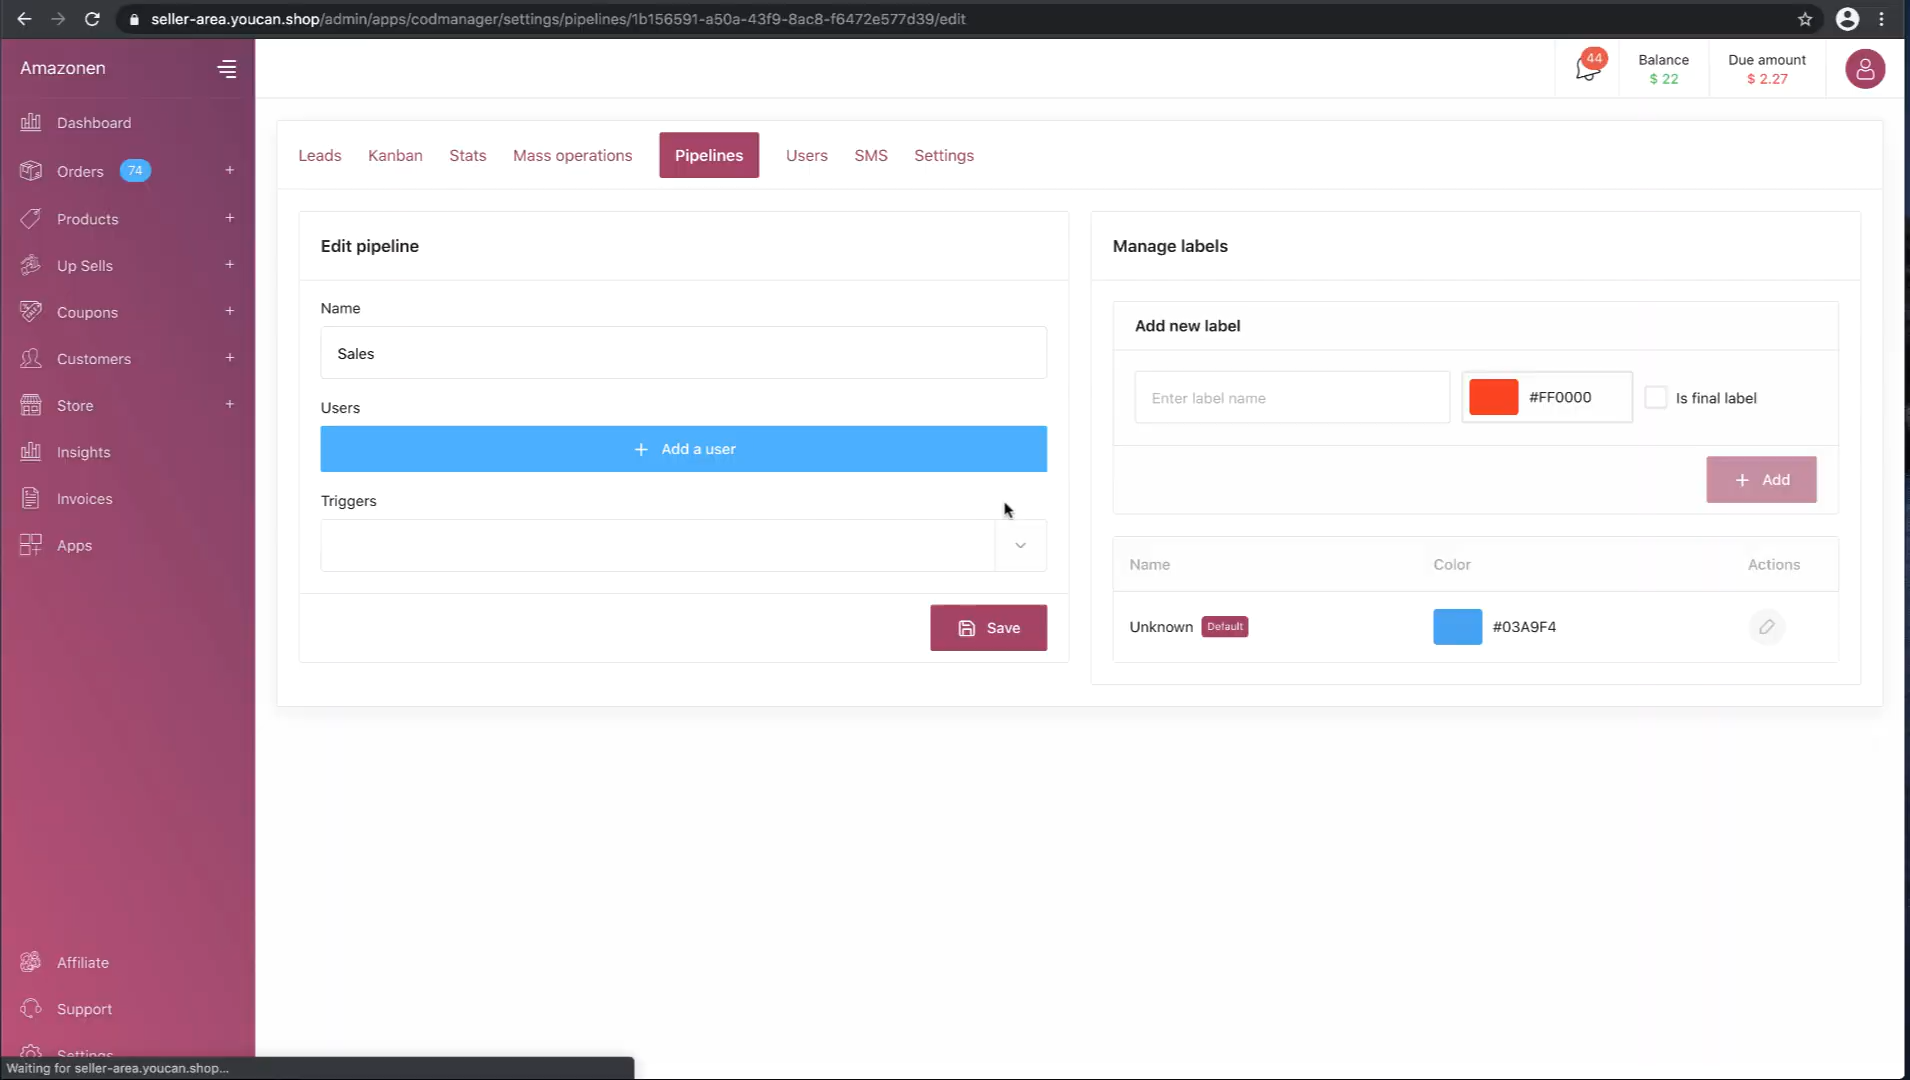 seller-area.youcan.shop/admin/apps/codmanager/settings/pipelines/1b156591-a50a-43f9-8ac8-f6472e577d39/edit
Amazonen
44
Balance
$ 22
Due amount
$ 2.27
Dashboard
Orders 74 +
Products +
Up Sells +
Coupons +
Customers +
Store +
Insights
Invoices
Apps
Affiliate
Support
Settings
Leads Kanban Stats Mass operations Pipelines Users SMS Settings
Edit pipeline
Name
Sales
Users
+ Add a user
Triggers
Save
Manage labels
Add new label
Enter label name #FF0000 Is final label
+ Add
Name Color Actions
Unknown Default #03A9F4
Waiting for seller-area.youcan.shop...